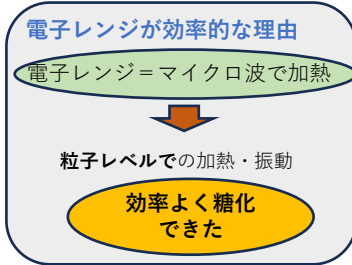 電子レンジが効率的な理由
電子レンジ＝マイクロ波で加熱
粒子レベルでの加熱・振動
効率よく糖化
できた